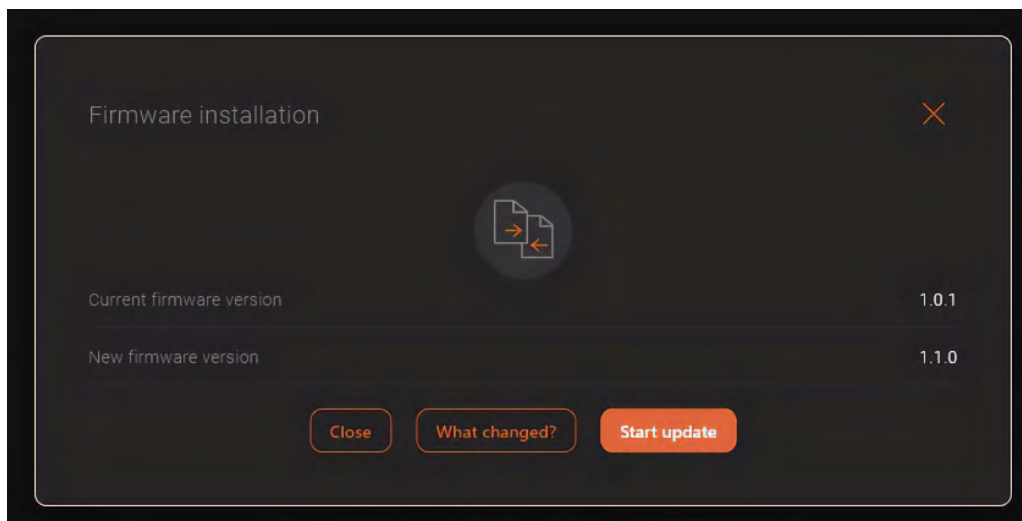 Firmware installation
Current firmware version 1.0.1
New firmware version 1.1.0
Close What changed? Start update